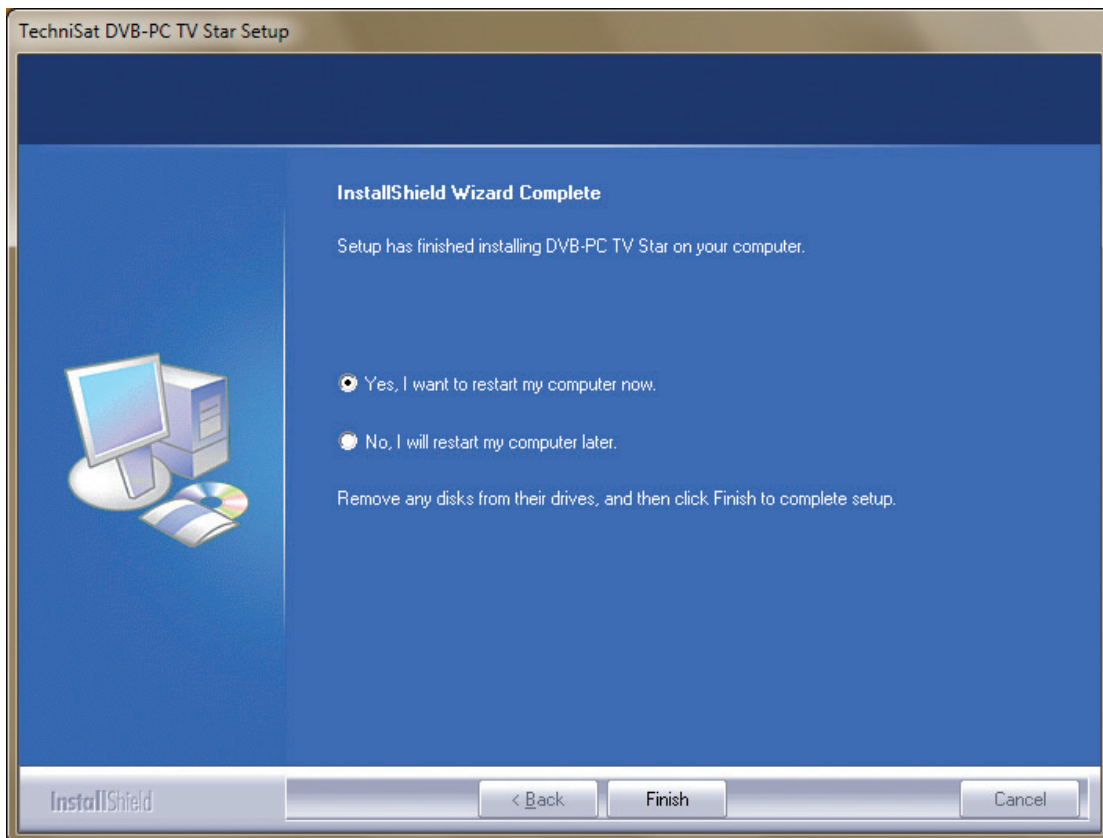 TechniSat DVB-PC TV Star Setup
InstallShield Wizard Complete
Setup has finished installing DVB-PC TV Star on your computer.
Yes, I want to restart my computer now.
No, I will restart my computer later.
Remove any disks from their drives, and then click Finish to complete setup.
InstallShield
< Back
Finish
Cancel